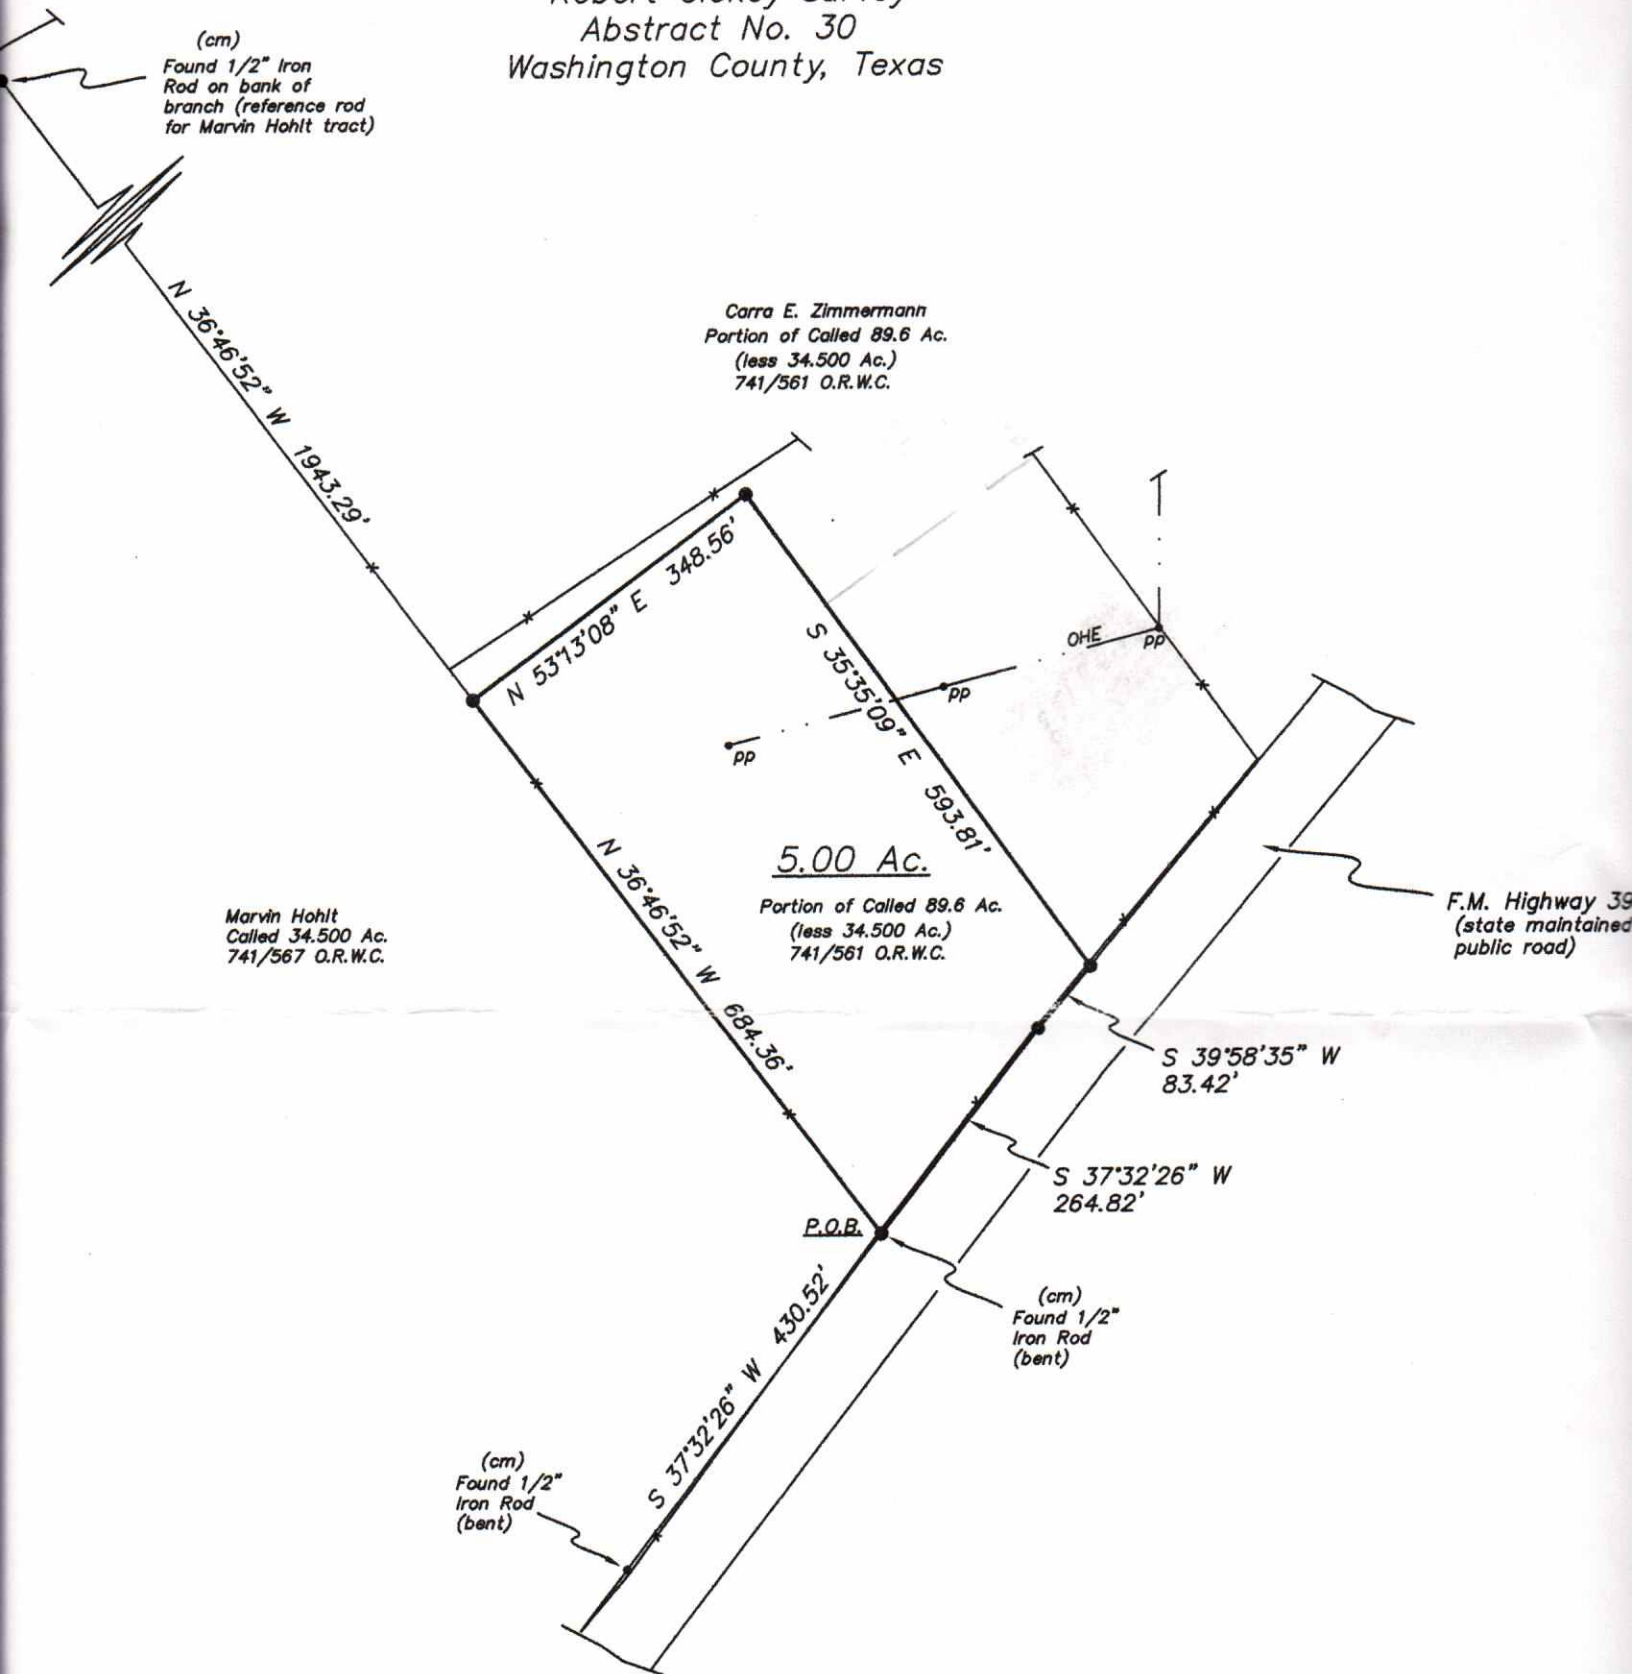 Abstract No. 30
Washington County, Texas
(cm)
Found 1/2" Iron
Rod on bank of
branch (reference rod
for Marvin Hohlt tract)
N 36°46'52" W 1943.29'
Carra E. Zimmermann
Portion of Called 89.6 Ac.
(less 34.500 Ac.)
741/561 O.R.W.C.
N 53°13'08" E 348.56'
S 35°35'09" E 593.81'
OHE
PP
PP
PP
5.00 Ac.
Portion of Called 89.6 Ac.
(less 34.500 Ac.)
741/561 O.R.W.C.
N 36°46'52" W 684.36'
Marvin Hohlt
Called 34.500 Ac.
741/567 O.R.W.C.
F.M. Highway 39
(state maintained
public road)
S 39°58'35" W
83.42'
S 37°32'26" W
264.82'
P.O.B.
(cm)
Found 1/2"
Iron Rod
(bent)
S 37°32'26" W 430.52'
(cm)
Found 1/2"
Iron Rod
(bent)